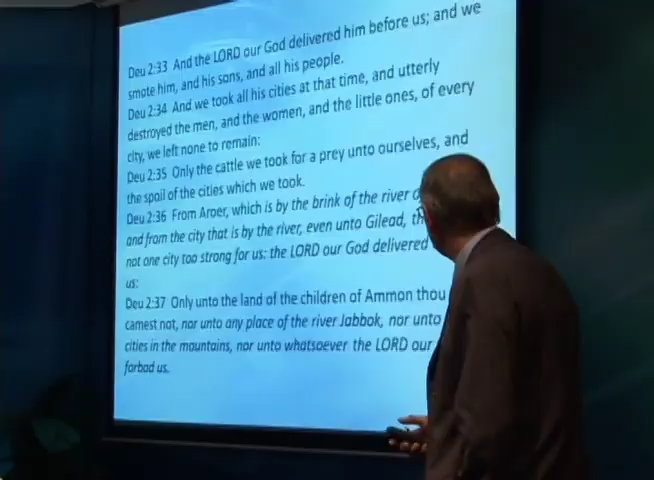 Deu 2:33 And the LORD our God delivered him before us; and we
smote him, and his sons, and all his people.
Deu 2:34 And we took all his cities at that time, and utterly
destroyed the men, and the women, and the little ones, of every
city, we left none to remain:
Deu 2:35 Only the cattle we took for a prey unto ourselves, and
the spoil of the cities which we took.
Deu 2:36 From Aroer, which is by the brink of the river
and from the city that is by the river, even unto Gilead,
not one city too strong for us: the LORD our God delivered
us:
Deu 2:37 Only unto the land of the children of Ammon thou
camest not, nor unto any place of the river Jabbok, nor unto
cities in the mountains, nor unto whatsoever the LORD our
forbad us.